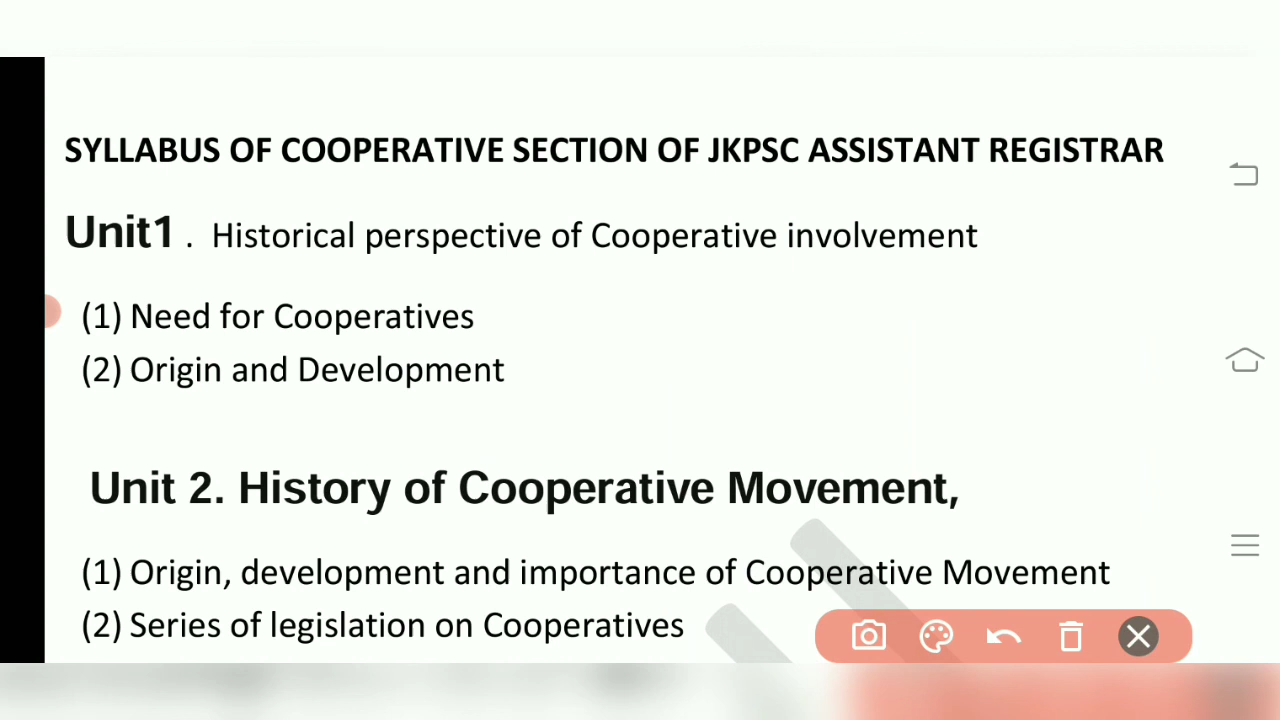 SYLLABUS OF COOPERATIVE SECTION OF JKPSC ASSISTANT REGISTRAR
Unit1 . Historical perspective of Cooperative involvement
(1) Need for Cooperatives
(2) Origin and Development
Unit 2. History of Cooperative Movement,
(1) Origin, development and importance of Cooperative Movement
(2) Series of legislation on Cooperatives